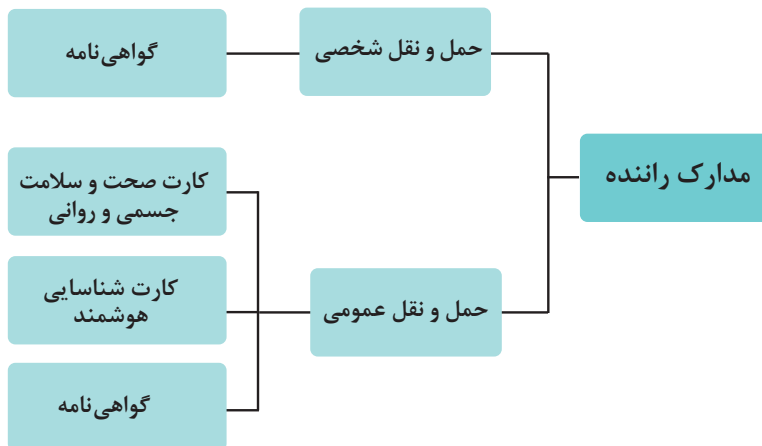 مدارک راننده
حمل و نقل شخصی
گواهی‌نامه
حمل و نقل عمومی
کارت صحت و سلامت
جسمی و روانی
کارت شناسایی
هوشمند
گواهی‌نامه